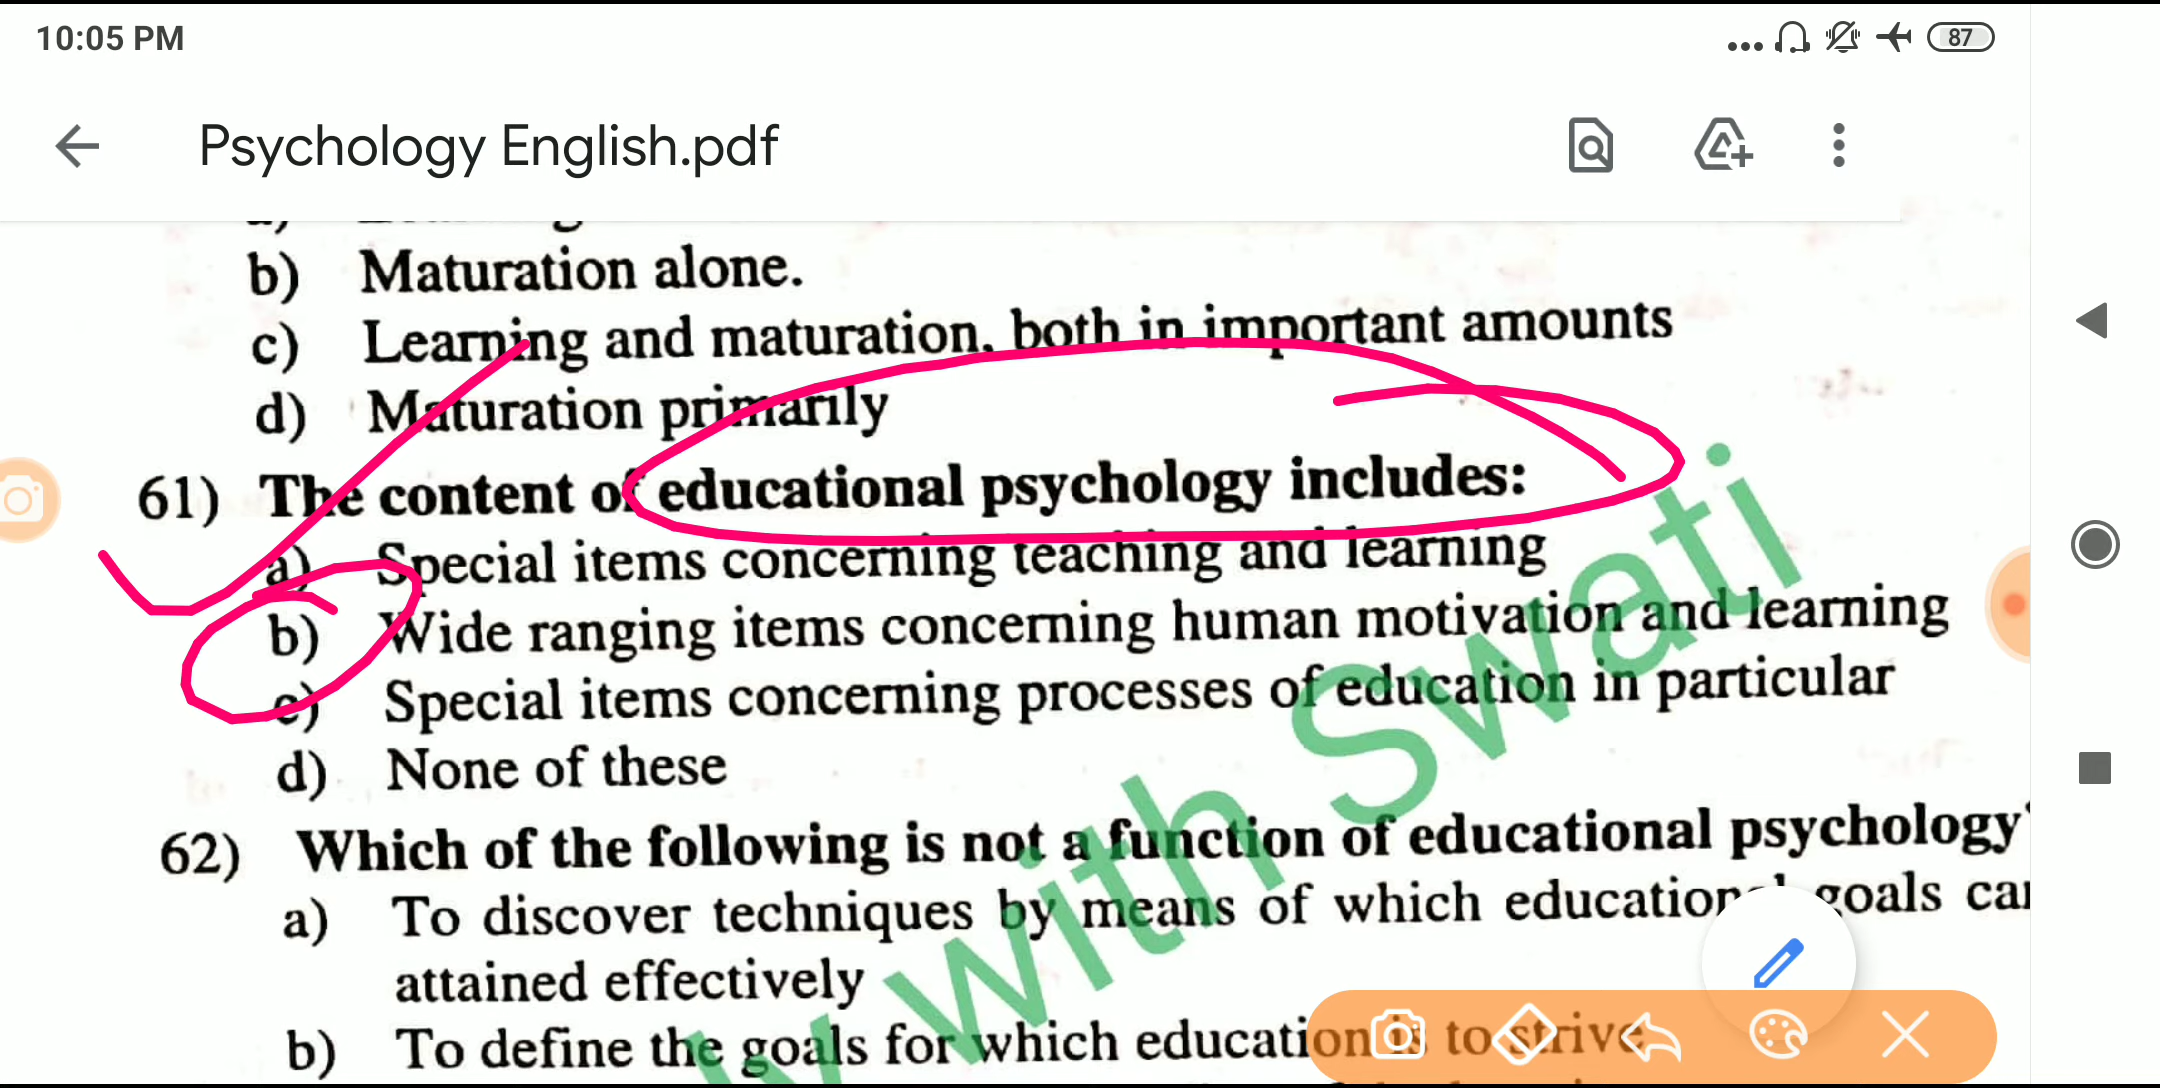 10:05 PM
87
Psychology English.pdf
b) Maturation alone.
c) Learning and maturation, both in important amounts
d) Maturation primarily
61) The content of educational psychology includes:
a) Special items concerning teaching and learning
b) Wide ranging items concerning human motivation and learning
c) Special items concerning processes of education in particular
d) None of these
62) Which of the following is not a function of educational psychology
a) To discover techniques by means of which educational goals
attained effectively
b) To define the goals for which education is to strive
with Swati